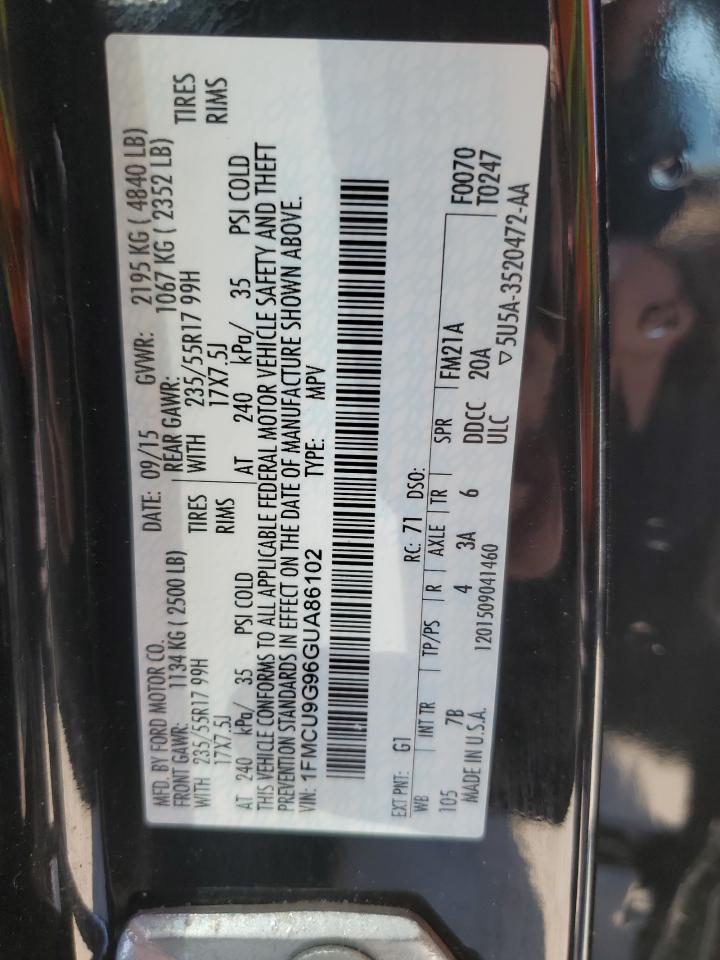 MFD. BY FORD MOTOR CO. DATE: 09/15 GVWR: 2195 KG ( 4840 LB)
FRONT GAWR: 1134 KG ( 2500 LB) REAR GAWR: 1067 KG ( 2352 LB)
WITH 235/55R17 99H TIRES WITH 235/55R17 99H TIRES
17X7.5J RIMS 17X7.5J RIMS
AT 240 kPa/ 35 PSI COLD AT 240 kPa/ 35 PSI COLD
THIS VEHICLE CONFORMS TO ALL APPLICABLE FEDERAL MOTOR VEHICLE SAFETY AND THEFT
PREVENTION STANDARDS IN EFFECT ON THE DATE OF MANUFACTURE SHOWN ABOVE.
VIN: 1FMCU9G96GUA86102 TYPE: MPV
EXT PNT: G1 RC: 71 DSO: F0070
WB INT TR TP/PS R AXLE TR SPR FM21A T0247
105 7B 4 3A 6 DDCC 20A
MADE IN U.S.A. 1201509041460 ULC ▽5U5A-3520472-AA